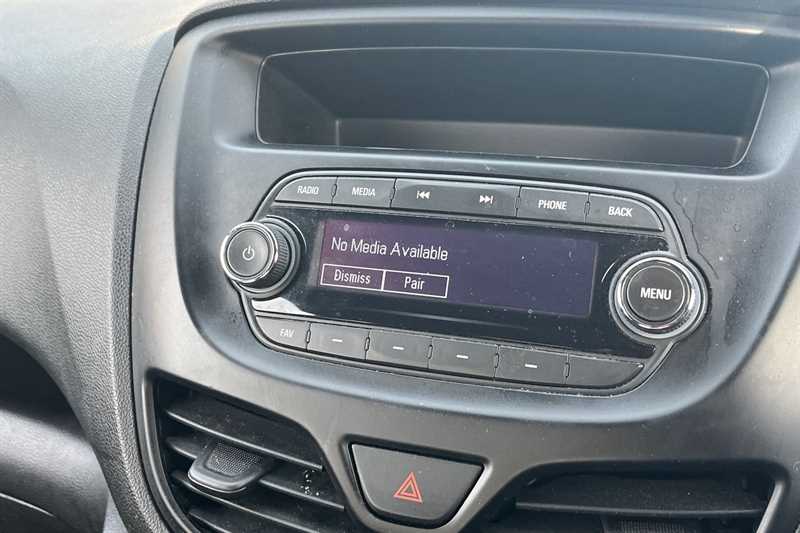 RADIO MEDIA PHONE BACK
No Media Available
Dismiss Pair
MENU
FAV